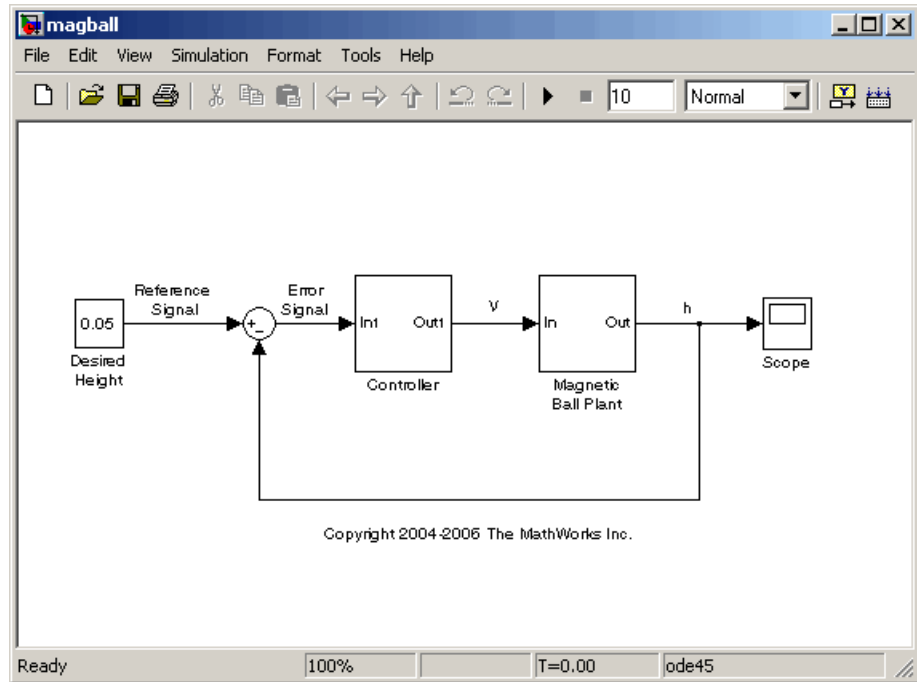 magball
File Edit View Simulation Format Tools Help
10 Normal
Reference
Signal
Error
Signal
0.05
+
-
In1 Out1
V
In Out
h
Desired
Height
Controller
Magnetic
Ball Plant
Scope
Copyright 2004-2006 The MathWorks Inc.
Ready 100% T=0.00 ode45